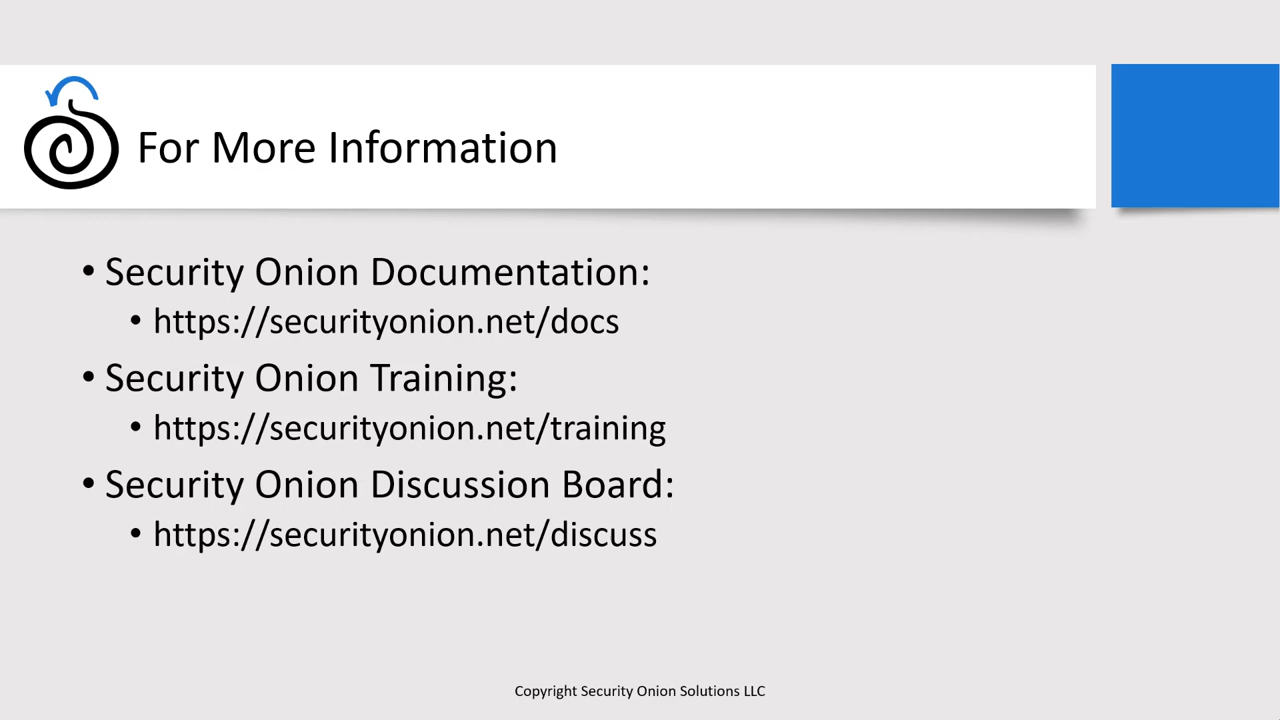 For More Information
• Security Onion Documentation:
• https://securityonion.net/docs
• Security Onion Training:
• https://securityonion.net/training
• Security Onion Discussion Board:
• https://securityonion.net/discuss
Copyright Security Onion Solutions LLC